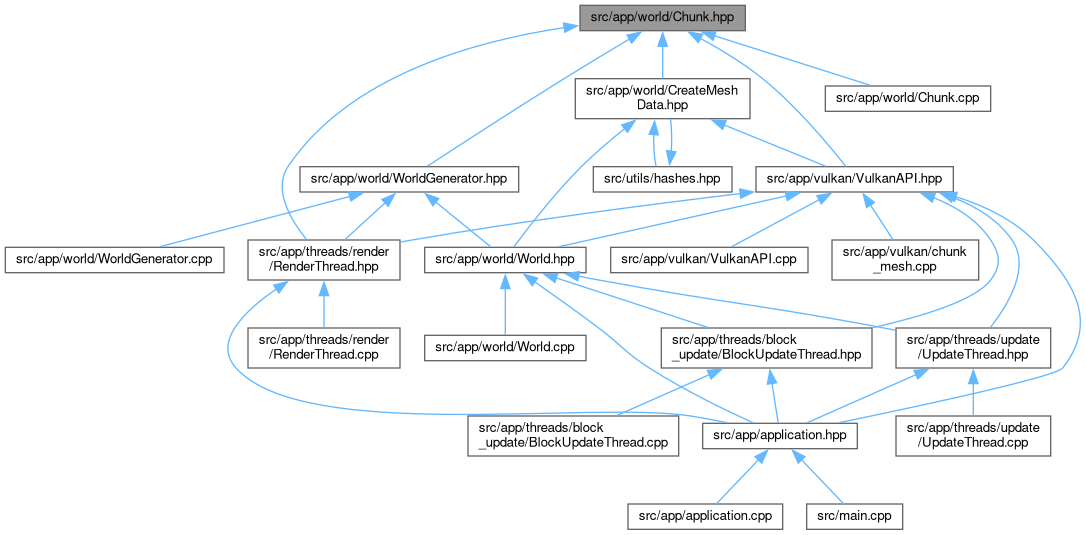 src/app/world/Chunk.hpp
src/app/world/CreateMesh
Data.hpp
src/app/world/Chunk.cpp
src/app/world/WorldGenerator.hpp
src/utils/hashes.hpp
src/app/vulkan/VulkanAPI.hpp
src/app/world/WorldGenerator.cpp
src/app/threads/render
/RenderThread.hpp
src/app/world/World.hpp
src/app/vulkan/VulkanAPI.cpp
src/app/vulkan/chunk
_mesh.cpp
src/app/threads/render
/RenderThread.cpp
src/app/world/World.cpp
src/app/threads/block
_update/BlockUpdateThread.hpp
src/app/threads/update
/UpdateThread.hpp
src/app/threads/block
_update/BlockUpdateThread.cpp
src/app/application.hpp
src/app/threads/update
/UpdateThread.cpp
src/app/application.cpp
src/main.cpp